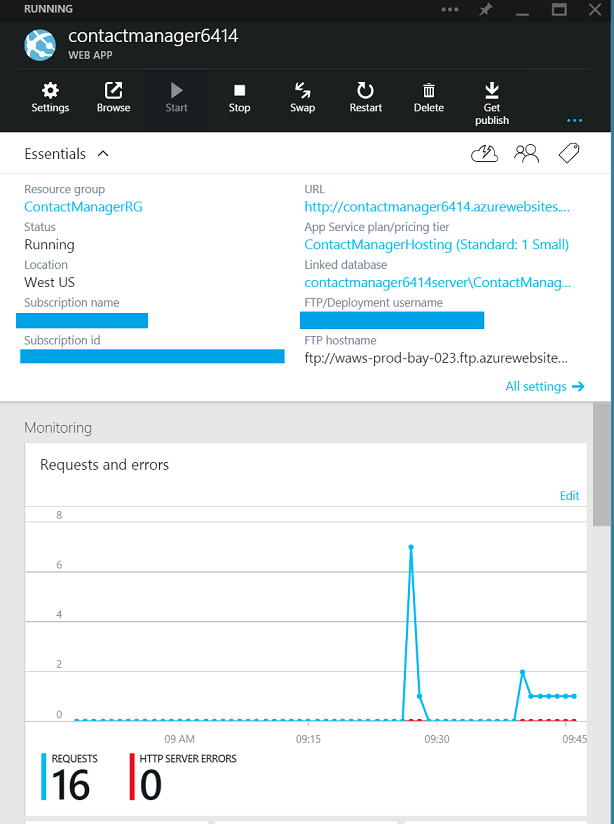 RUNNING
contactmanager6414
WEB APP
Settings
Browse
Start
Stop
Swap
Restart
Delete
Get
publish
Essentials
Resource group
ContactManagerRG
URL
http://contactmanager6414.azurewebsites....
Status
Running
App Service plan/pricing tier
ContactManagerHosting (Standard: 1 Small)
Location
West US
Linked database
contactmanager6414server\ContactManag...
Subscription name
FTP/Deployment username
Subscription id
FTP hostname
ftp://waws-prod-bay-023.ftp.azurewebsite...
All settings
Monitoring
Requests and errors
Edit
8
6
4
2
0
09 AM
09:15
09:30
09:45
REQUESTS
16
HTTP SERVER ERRORS
0